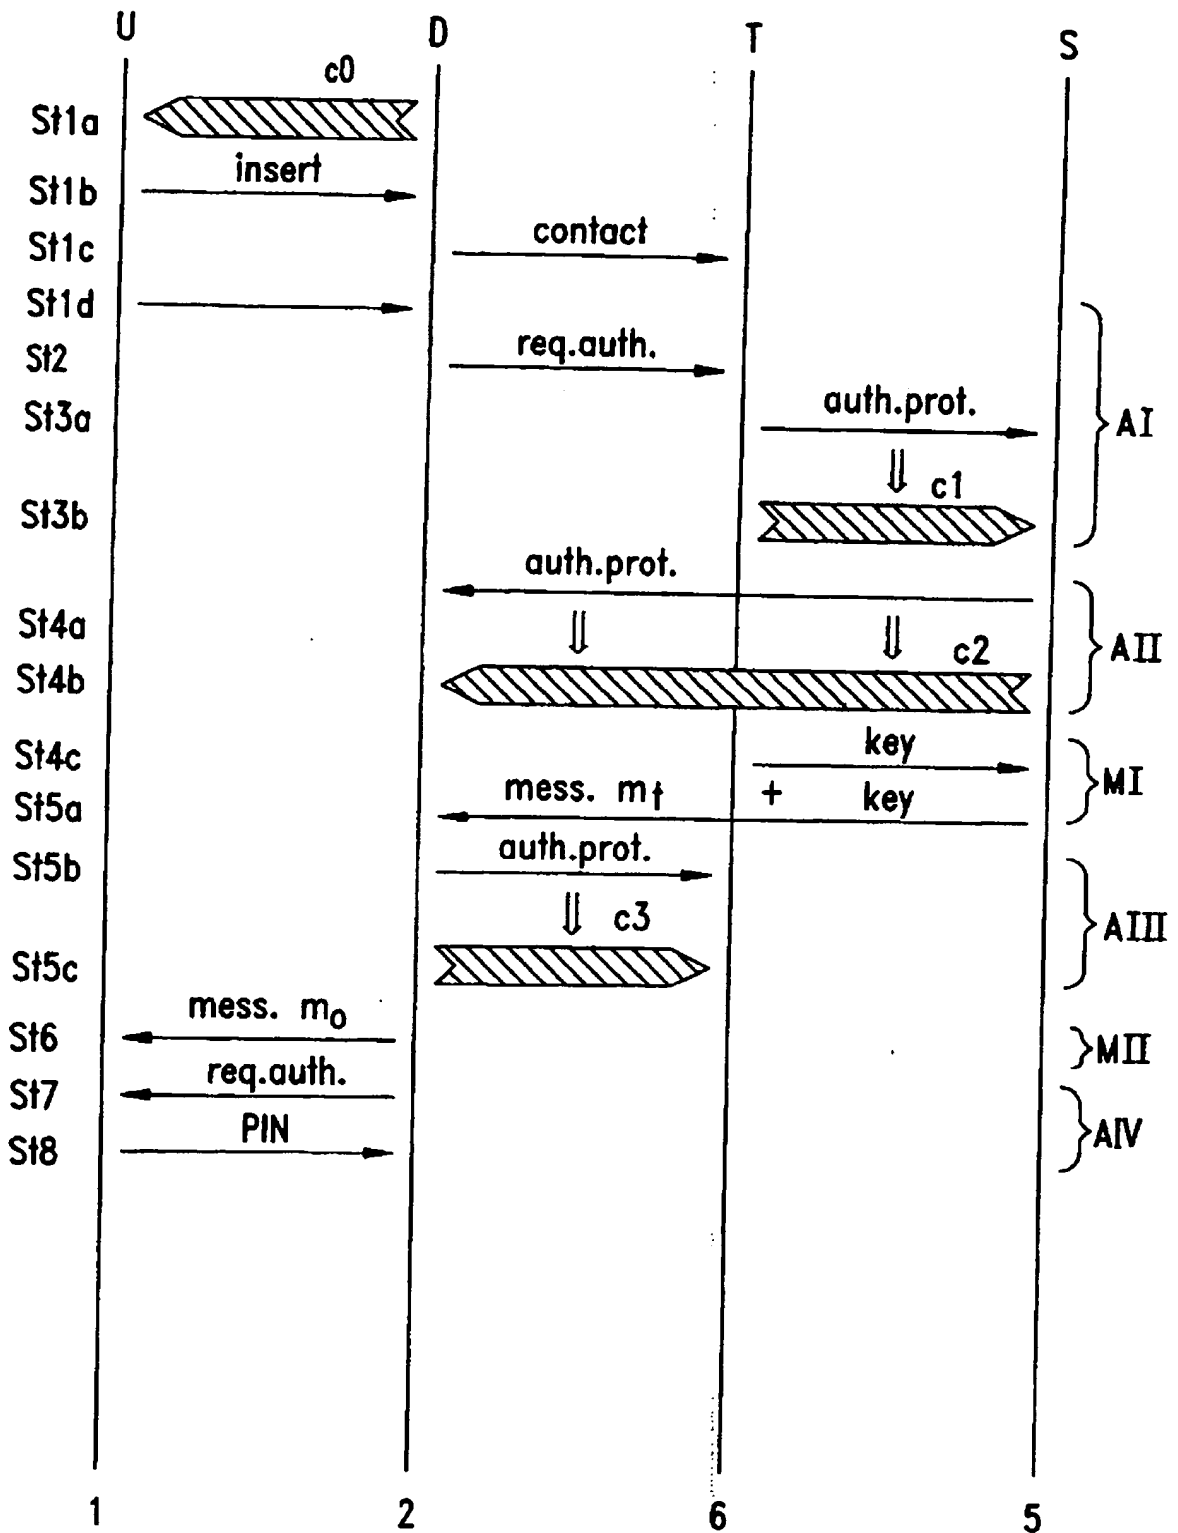 U D T S
c0
St1a
insert
St1b
contact
St1c
St1d
req.auth.
St2
auth.prot.
St3a
AI
c1
St3b
auth.prot.
St4a
AII
c2
St4b
key
St4c
MI
mess. mt + key
St5a
auth.prot.
St5b
c3
AIII
St5c
mess. mo
St6
MII
req.auth.
St7
PIN
AIV
St8
1 2 6 5